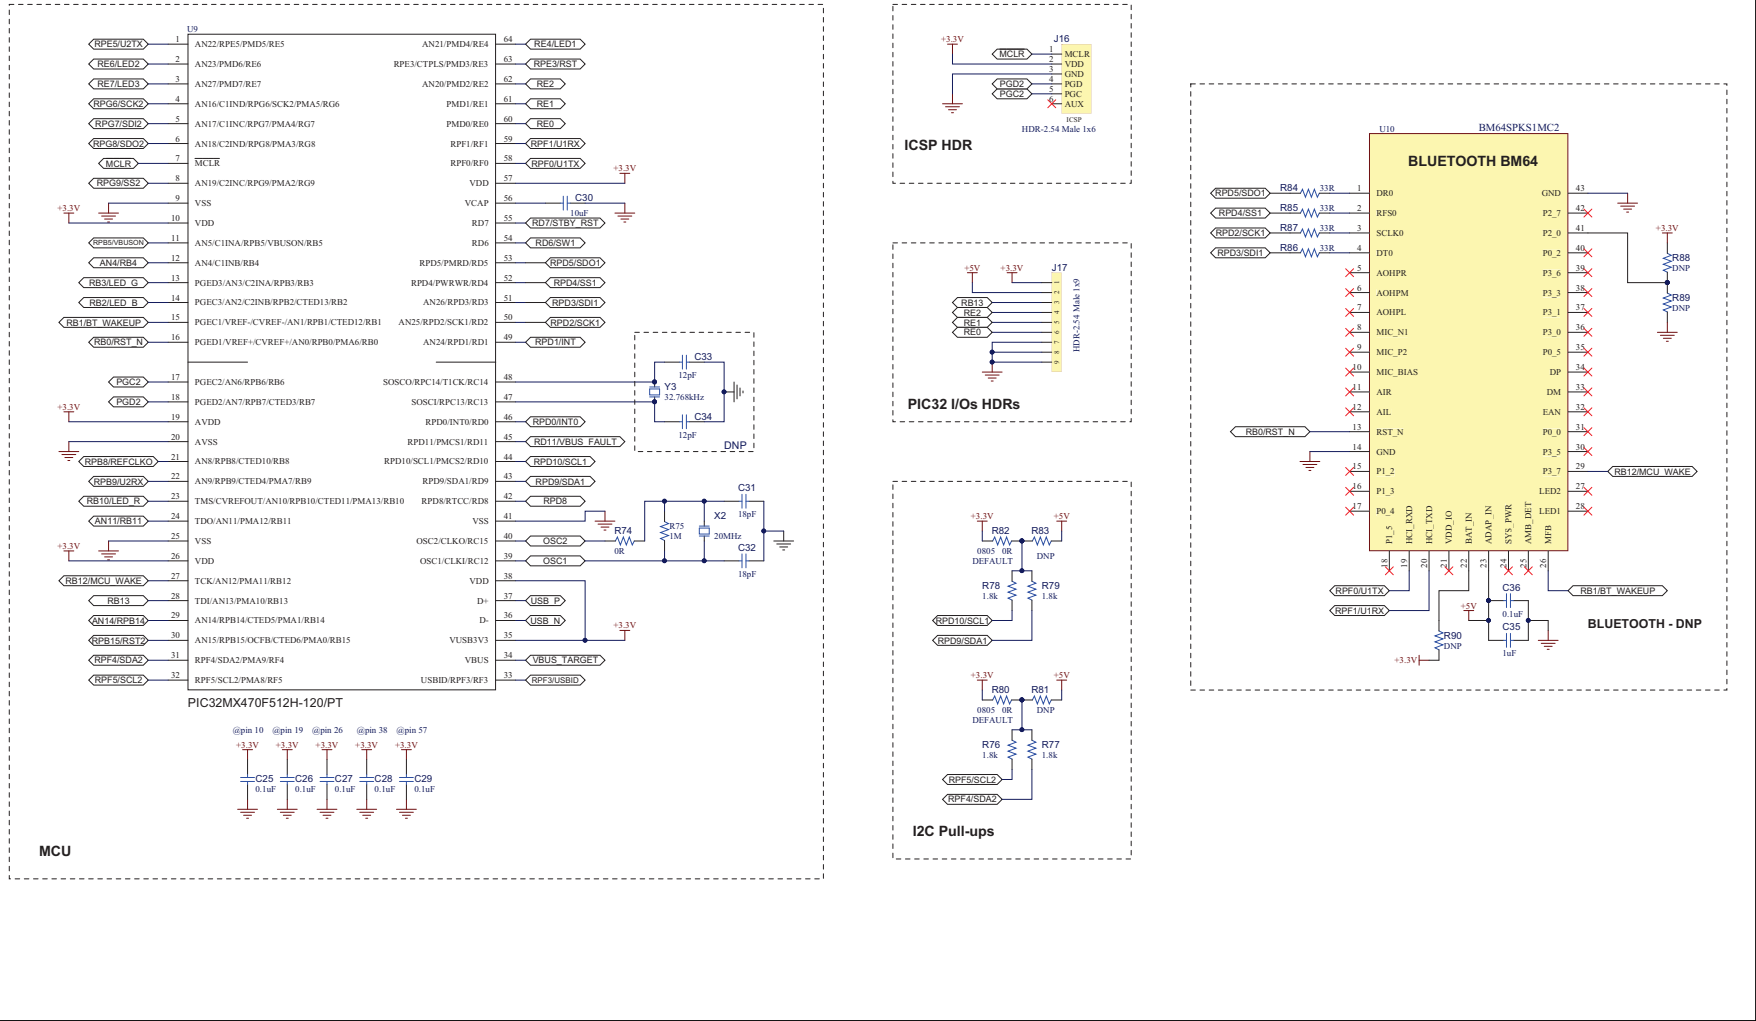 U9
RPE5/U2TX 1 AN22/RPE5/PMD5/RE5 AN21/PMD4/RE4 64 RE4/LED1
RE6/LED2 2 AN23/PMD6/RE6 RPE3/CTPLS/PMD3/RE3 63 RPE3/RST
RE7/LED3 3 AN27/PMD7/RE7 AN20/PMD2/RE2 62 RE2
RPG6/SCK2 4 AN16/C1IND/RPG6/SCK2/PMA5/RG6 PMD1/RE1 61 RE1
RPG7/SDI2 5 AN17/C1INC/RPG7/PMA4/RG7 PMD0/RE0 60 RE0
RPG8/SDO2 6 AN18/C2IND/RPG8/PMA3/RG8 RPF1/RF1 59 RPF1/U1RX
MCLR 7 MCLR RPF0/RF0 58 RPF0/U1TX
RPG9/SS2 8 AN19/C2INC/RPG9/PMA2/RG9 VDD 57 +3.3V
9 VSS VCAP 56 C30 10uF
+3.3V 10 VDD RD7 55 RD7/STBY_RST
RPB5/VBUSON 11 AN5/C1INA/RPB5/VBUSON/RB5 RD6 54 RD6/SW1
AN4/RB4 12 AN4/C1INB/RB4 RPD5/PMRD/RD5 53 RPD5/SDO1
RB3/LED_G 13 PGED3/AN3/C2INA/RPB3/RB3 RPD4/PWRWR/RD4 52 RPD4/SS1
RB2/LED_B 14 PGEC3/AN2/C2INB/RPB2/CTED13/RB2 AN26/RPD3/RD3 51 RPD3/SDI1
RB1/BT_WAKEUP 15 PGEC1/VREF-/CVREF-/AN1/RPB1/CTED12/RB1 AN25/RPD2/SCK1/RD2 50 RPD2/SCK1
RB0/RST_N 16 PGED1/VREF+/CVREF+/AN0/RPB0/PMA6/RB0 AN24/RPD1/RD1 49 RPD1/INT
PGC2 17 PGEC2/AN6/RPB6/RB6 SOSCO/RPC14/T1CK/RC14 48
PGD2 18 PGED2/AN7/RPB7/CTED3/RB7 SOSCI/RPC13/RC13 47
+3.3V 19 AVDD RPD0/INT0/RD0 46 RPD0/INT0
20 AVSS RPD11/PMCS1/RD11 45 RD11/VBUS_FAULT
RPB8/REFCLKO 21 AN8/RPB8/CTED10/RB8 RPD10/SCL1/PMCS2/RD10 44 RPD10/SCL1
RPB9/U2RX 22 AN9/RPB9/CTED4/PMA7/RB9 RPD9/SDA1/RD9 43 RPD9/SDA1
RB10/LED_R 23 TMS/CVREFOUT/AN10/RPB10/CTED11/PMA13/RB10 RPD8/RTCC/RD8 42 RPD8
AN11/RB11 24 TDO/AN11/PMA12/RB11 VSS 41
25 VSS OSC2/CLKO/RC15 40 OSC2
+3.3V 26 VDD OSC1/CLKI/RC12 39 OSC1
RB12/MCU_WAKE 27 TCK/AN12/PMA11/RB12 VDD 38
RB13 28 TDI/AN13/PMA10/RB13 D+ 37 USB_P
AN14/RPB14 29 AN14/RPB14/CTED5/PMA1/RB14 D- 36 USB_N
RPB15/RST2 30 AN15/RPB15/OCFB/CTED6/PMA0/RB15 VUSB3V3 35 +3.3V
RPF4/SDA2 31 RPF4/SDA2/PMA9/RF4 VBUS 34 VBUS_TARGET
RPF5/SCL2 32 RPF5/SCL2/PMA8/RF5 USBID/RPF3/RF3 33 RPF3/USBID
PIC32MX470F512H-120/PT
C33
12pF
Y3
32.768kHz
C34
12pF
DNP
R74
0R
R75
1M
X2
20MHz
C31
18pF
C32
18pF
@pin 10 @pin 19 @pin 26 @pin 38 @pin 57
+3.3V +3.3V +3.3V +3.3V +3.3V
C25 C26 C27 C28 C29
0.1uF 0.1uF 0.1uF 0.1uF 0.1uF
MCU
J16
+3.3V
MCLR 1 MCLR
2 VDD
3 GND
PGD2 4 PGD
PGC2 5 PGC
6 AUX
ICSP
HDR-2.54 Male 1x6
ICSP HDR
J17
+5V +3.3V
1
2
RB13 3
RE2 4
RE1 5
RE0 6
7
8
9
HDR-2.54 Male 1x9
PIC32 I/Os HDRs
+3.3V R82 R83 +5V
0805 0R DNP
DEFAULT
R78 R79
1.8k 1.8k
RPD10/SCL1
RPD9/SDA1
+3.3V R80 R81 +5V
0805 0R DNP
DEFAULT
R76 R77
1.8k 1.8k
RPF5/SCL2
RPF4/SDA2
I2C Pull-ups
U10 BM64SPKS1MC2
BLUETOOTH BM64
RPD5/SDO1 R84 33R 1 DR0 GND 43
RPD4/SS1 R85 33R 2 RFS0 P2_7 42
RPD2/SCK1 R87 33R 3 SCLK0 P2_0 41
RPD3/SDI1 R86 33R 4 DT0 P0_2 40
5 AOHPR P3_6 39
6 AOHPM P3_3 38
7 AOHPL P3_1 37
8 MIC_N1 P3_0 36
9 MIC_P2 P0_5 35
10 MIC_BIAS DP 34
11 AIR DM 33
12 AIL EAN 32
RB0/RST_N 13 RST_N P0_0 31
14 GND P3_5 30
15 P1_2 P3_7 29 RB12/MCU_WAKE
16 P1_3 LED2 27
17 P0_4 LED1 28
+3.3V
R88
DNP
R89
DNP
P1_5 HCI_RXD HCI_TXD VDD_IO BAT_IN ADAP_IN SYS_PWR AMB_DET MFB
18 19 20 21 22 23 24 25 26
RPF0/U1TX
RPF1/U1RX
RB1/BT_WAKEUP
+5V
C36
0.1uF
C35
1uF
R90
DNP
+3.3V
BLUETOOTH - DNP